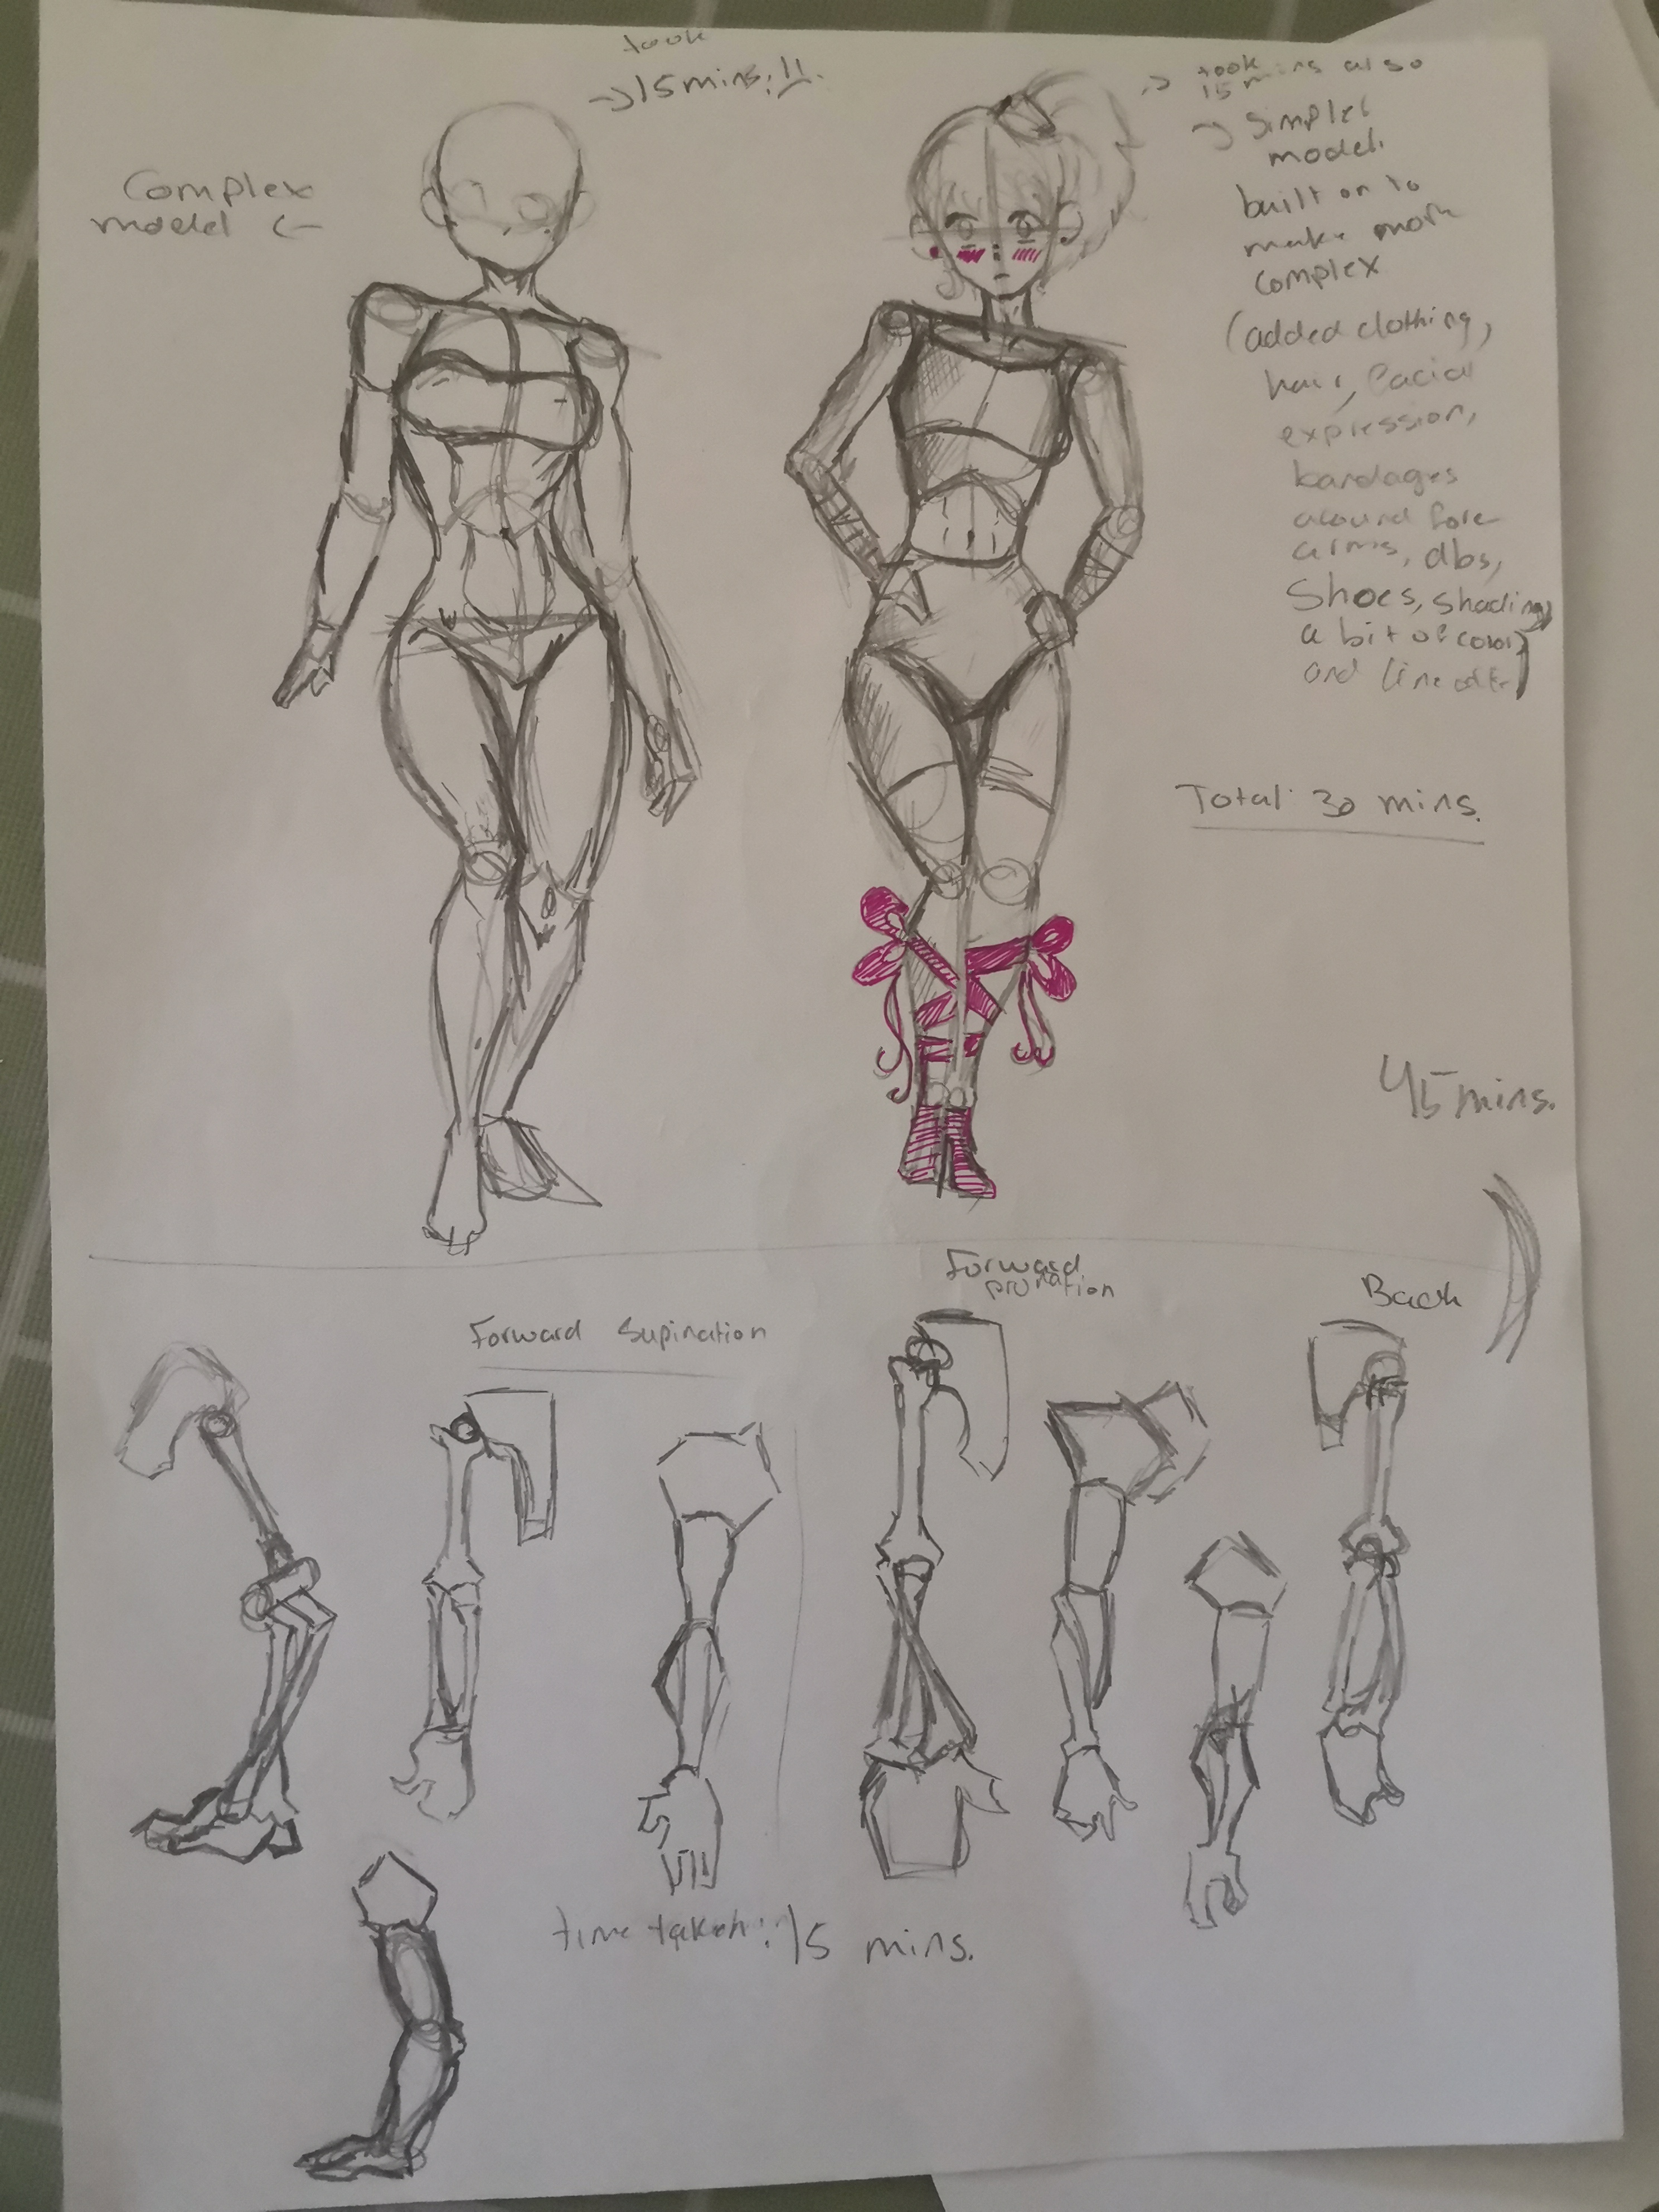 took
→ 15 mins!!
Complex
model ←
→ took
15 mins also
→ Simpler
model.
built on to
make more
complex
(added clothing,
hair, facial
expression,
bandages
around fore-
arms, abs,
Shoes, shading,
a bit of color,
and line
Total 30 mins.
45 mins.
Forward Supination
Forward
pronation
Back
time taken: 15 mins.